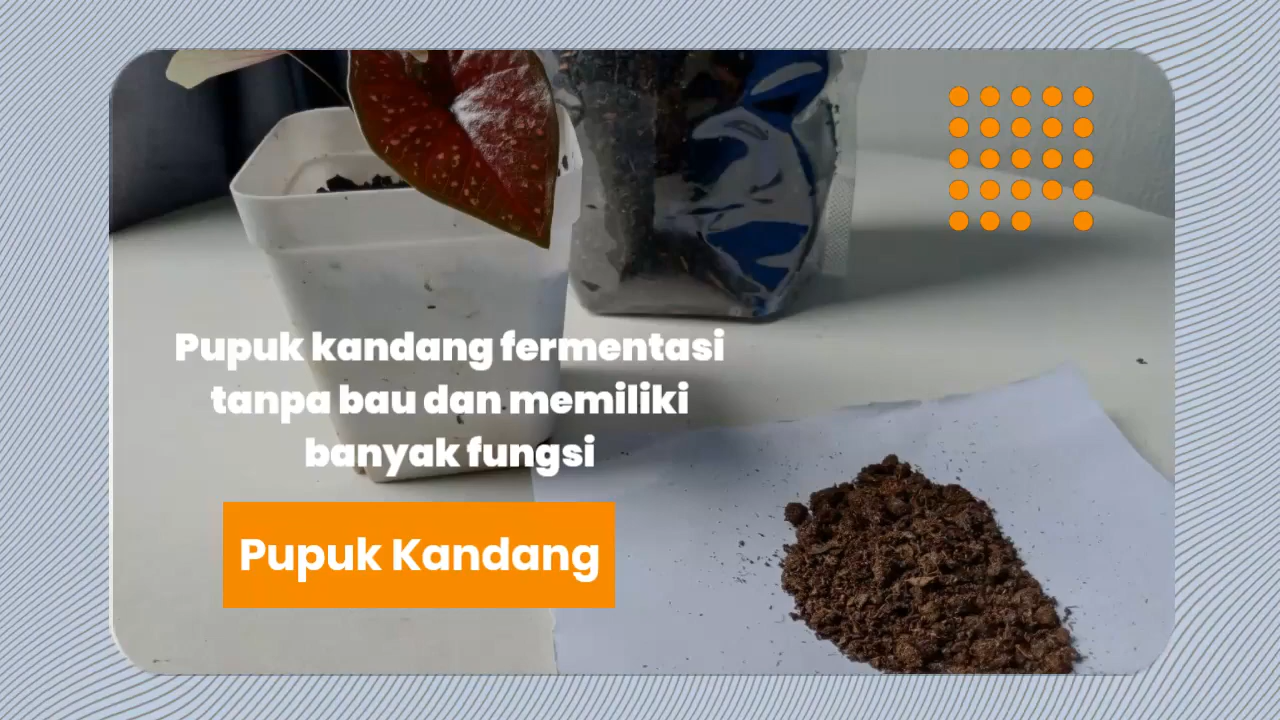 Pupuk kandang fermentasi
tanpa bau dan memiliki
banyak fungsi
Pupuk Kandang